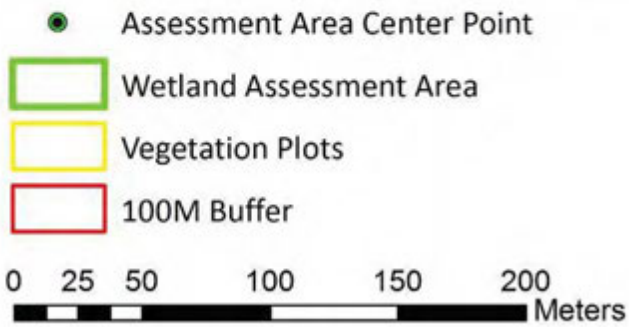 Assessment Area Center Point
Wetland Assessment Area
Vegetation Plots
100M Buffer
0 25 50 100 150 200
Meters